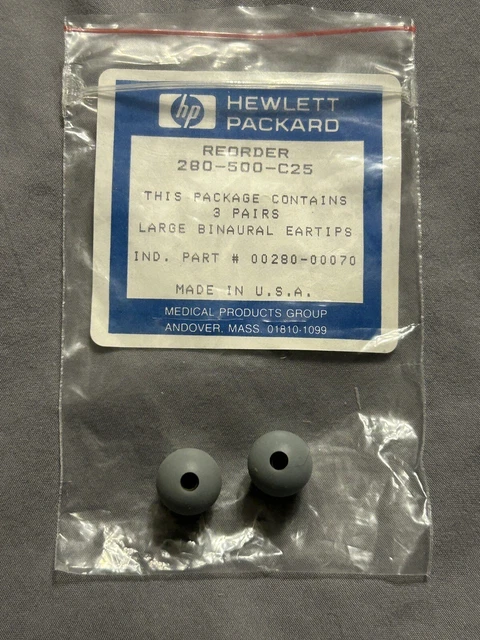 hp
HEWLETT
PACKARD
REORDER
280-500-C25
THIS PACKAGE CONTAINS
3 PAIRS
LARGE BINAURAL EARTIPS
IND. PART # 00280-00070
MADE IN U.S.A.
MEDICAL PRODUCTS GROUP
ANDOVER, MASS. 01810-1099